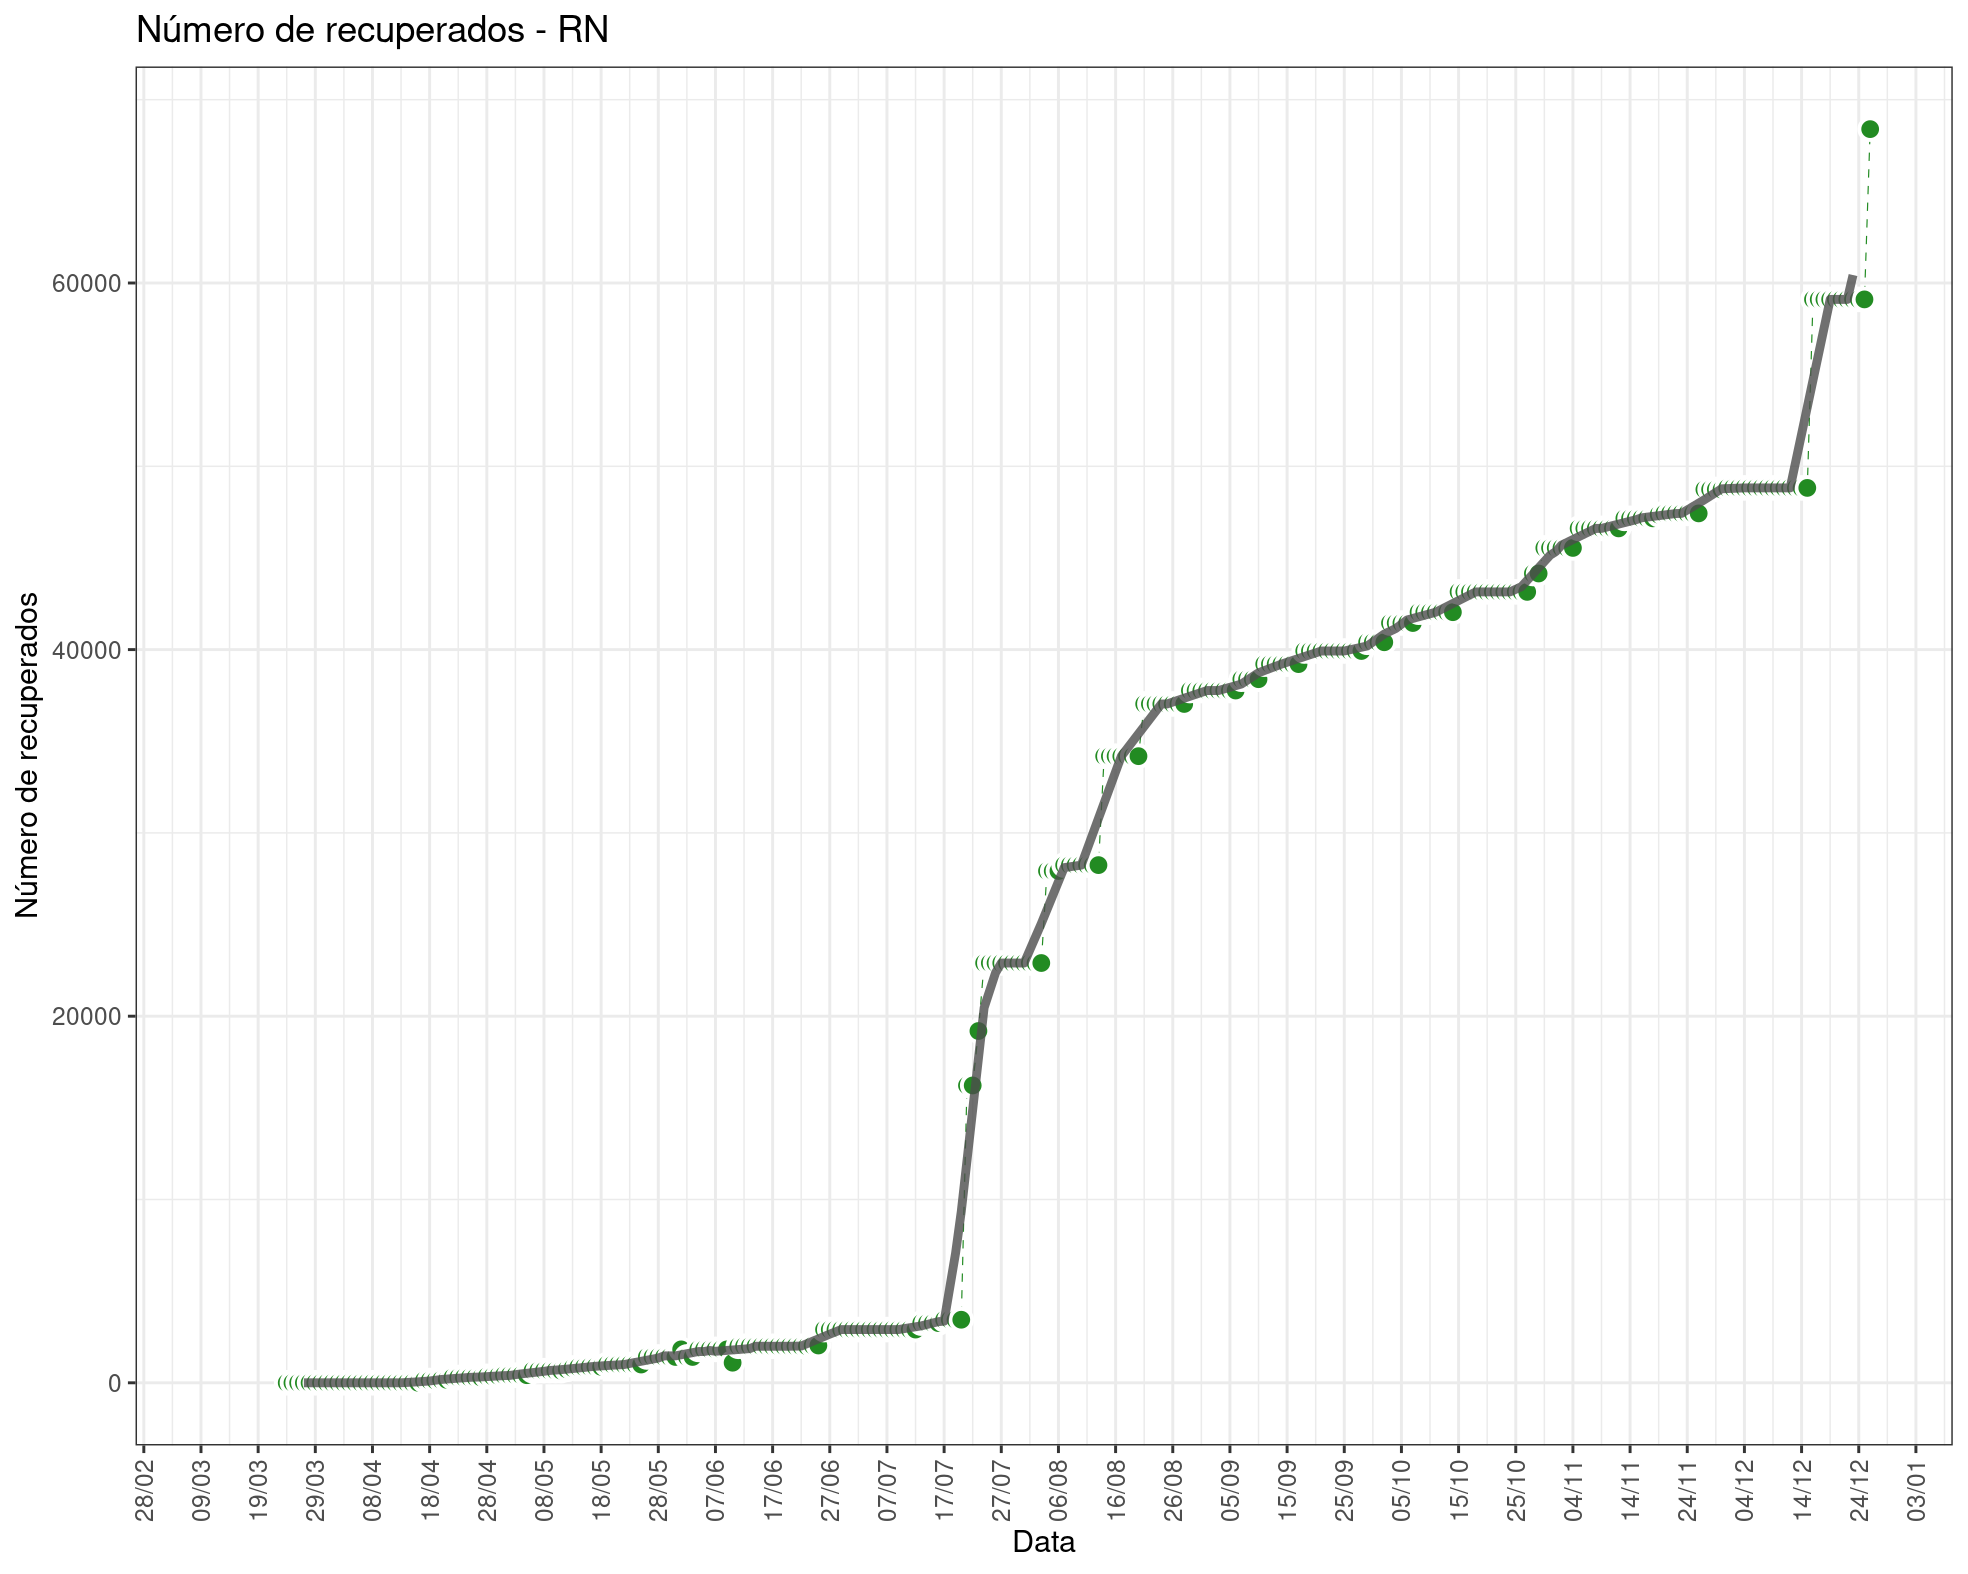 Número de recuperados - RN
Número de recuperados
60000
40000
20000
0
28/02 09/03 19/03 29/03 08/04 18/04 28/04 08/05 18/05 28/05 07/06 17/06 27/06 07/07 17/07 27/07 06/08 16/08 26/08 05/09 15/09 25/09 05/10 15/10 25/10 04/11 14/11 24/11 04/12 14/12 24/12 03/01
Data